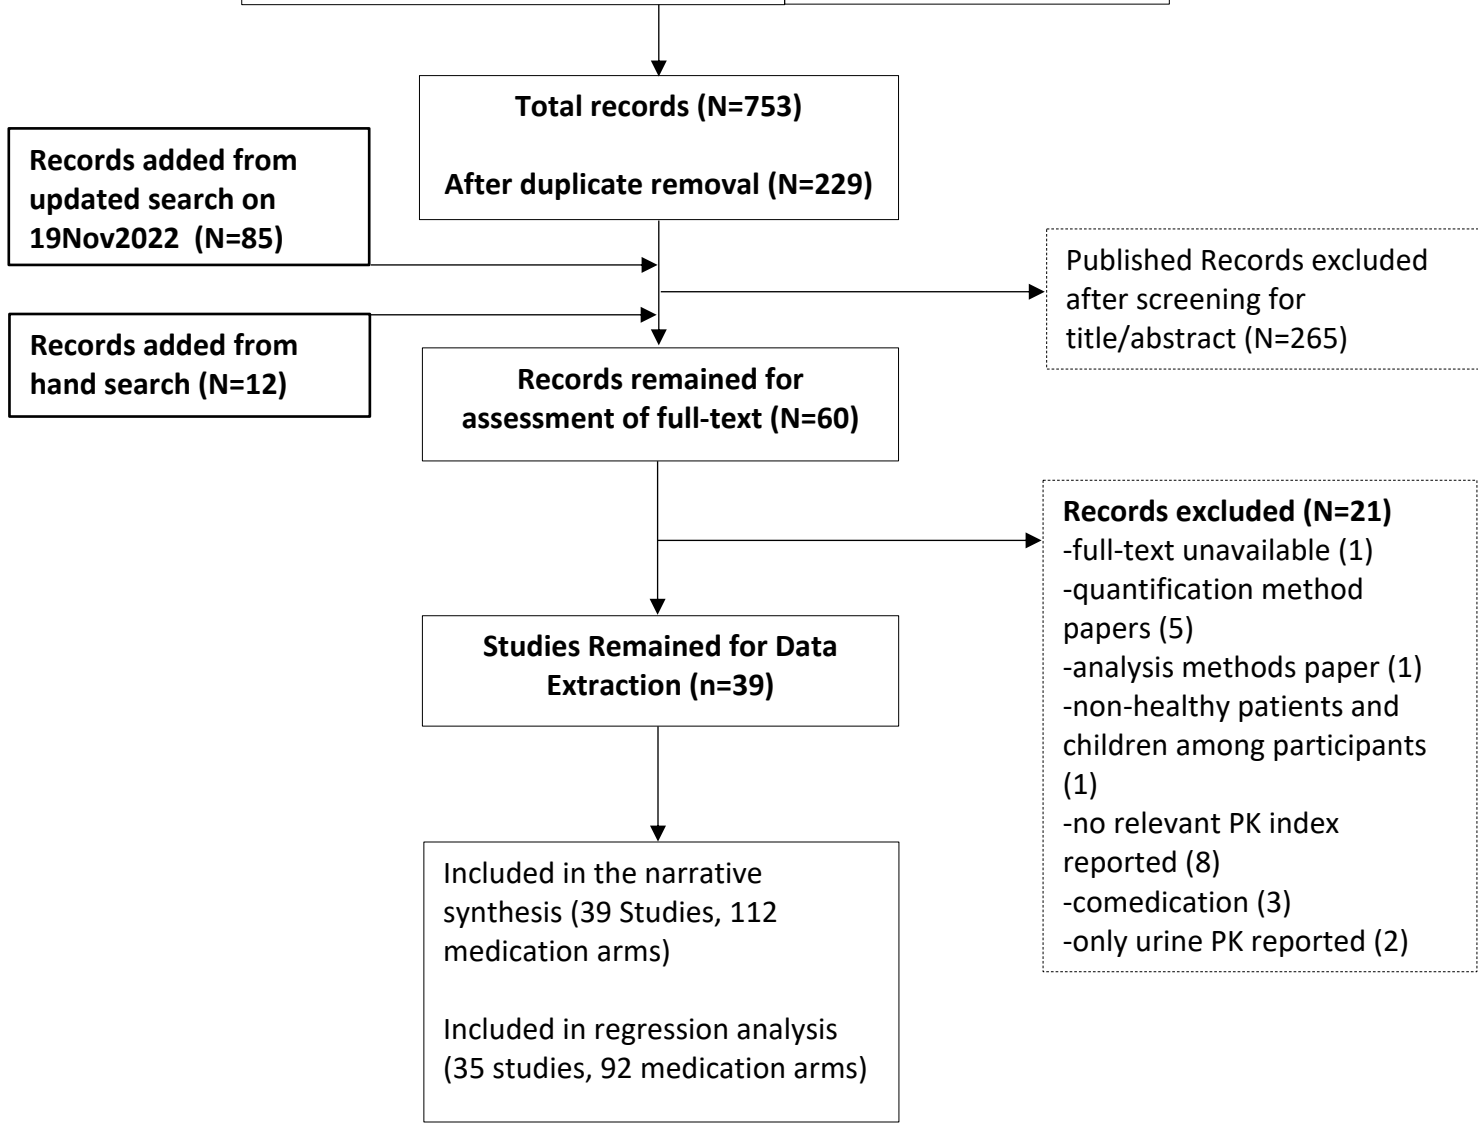 Total records (N=753)
After duplicate removal (N=229)
Records added from
updated search on
19Nov2022  (N=85)
Published Records excluded
after screening for
title/abstract (N=265)
Records added from
hand search (N=12)
Records remained for
assessment of full-text (N=60)
Records excluded (N=21)
-full-text unavailable (1)
-quantification method
papers (5)
-analysis methods paper (1)
-non-healthy patients and
children among participants
(1)
-no relevant PK index
reported (8)
-comedication (3)
-only urine PK reported (2)
Studies Remained for Data
Extraction (n=39)
Included in the narrative
synthesis (39 Studies, 112
medication arms)
Included in regression analysis
(35 studies, 92 medication arms)